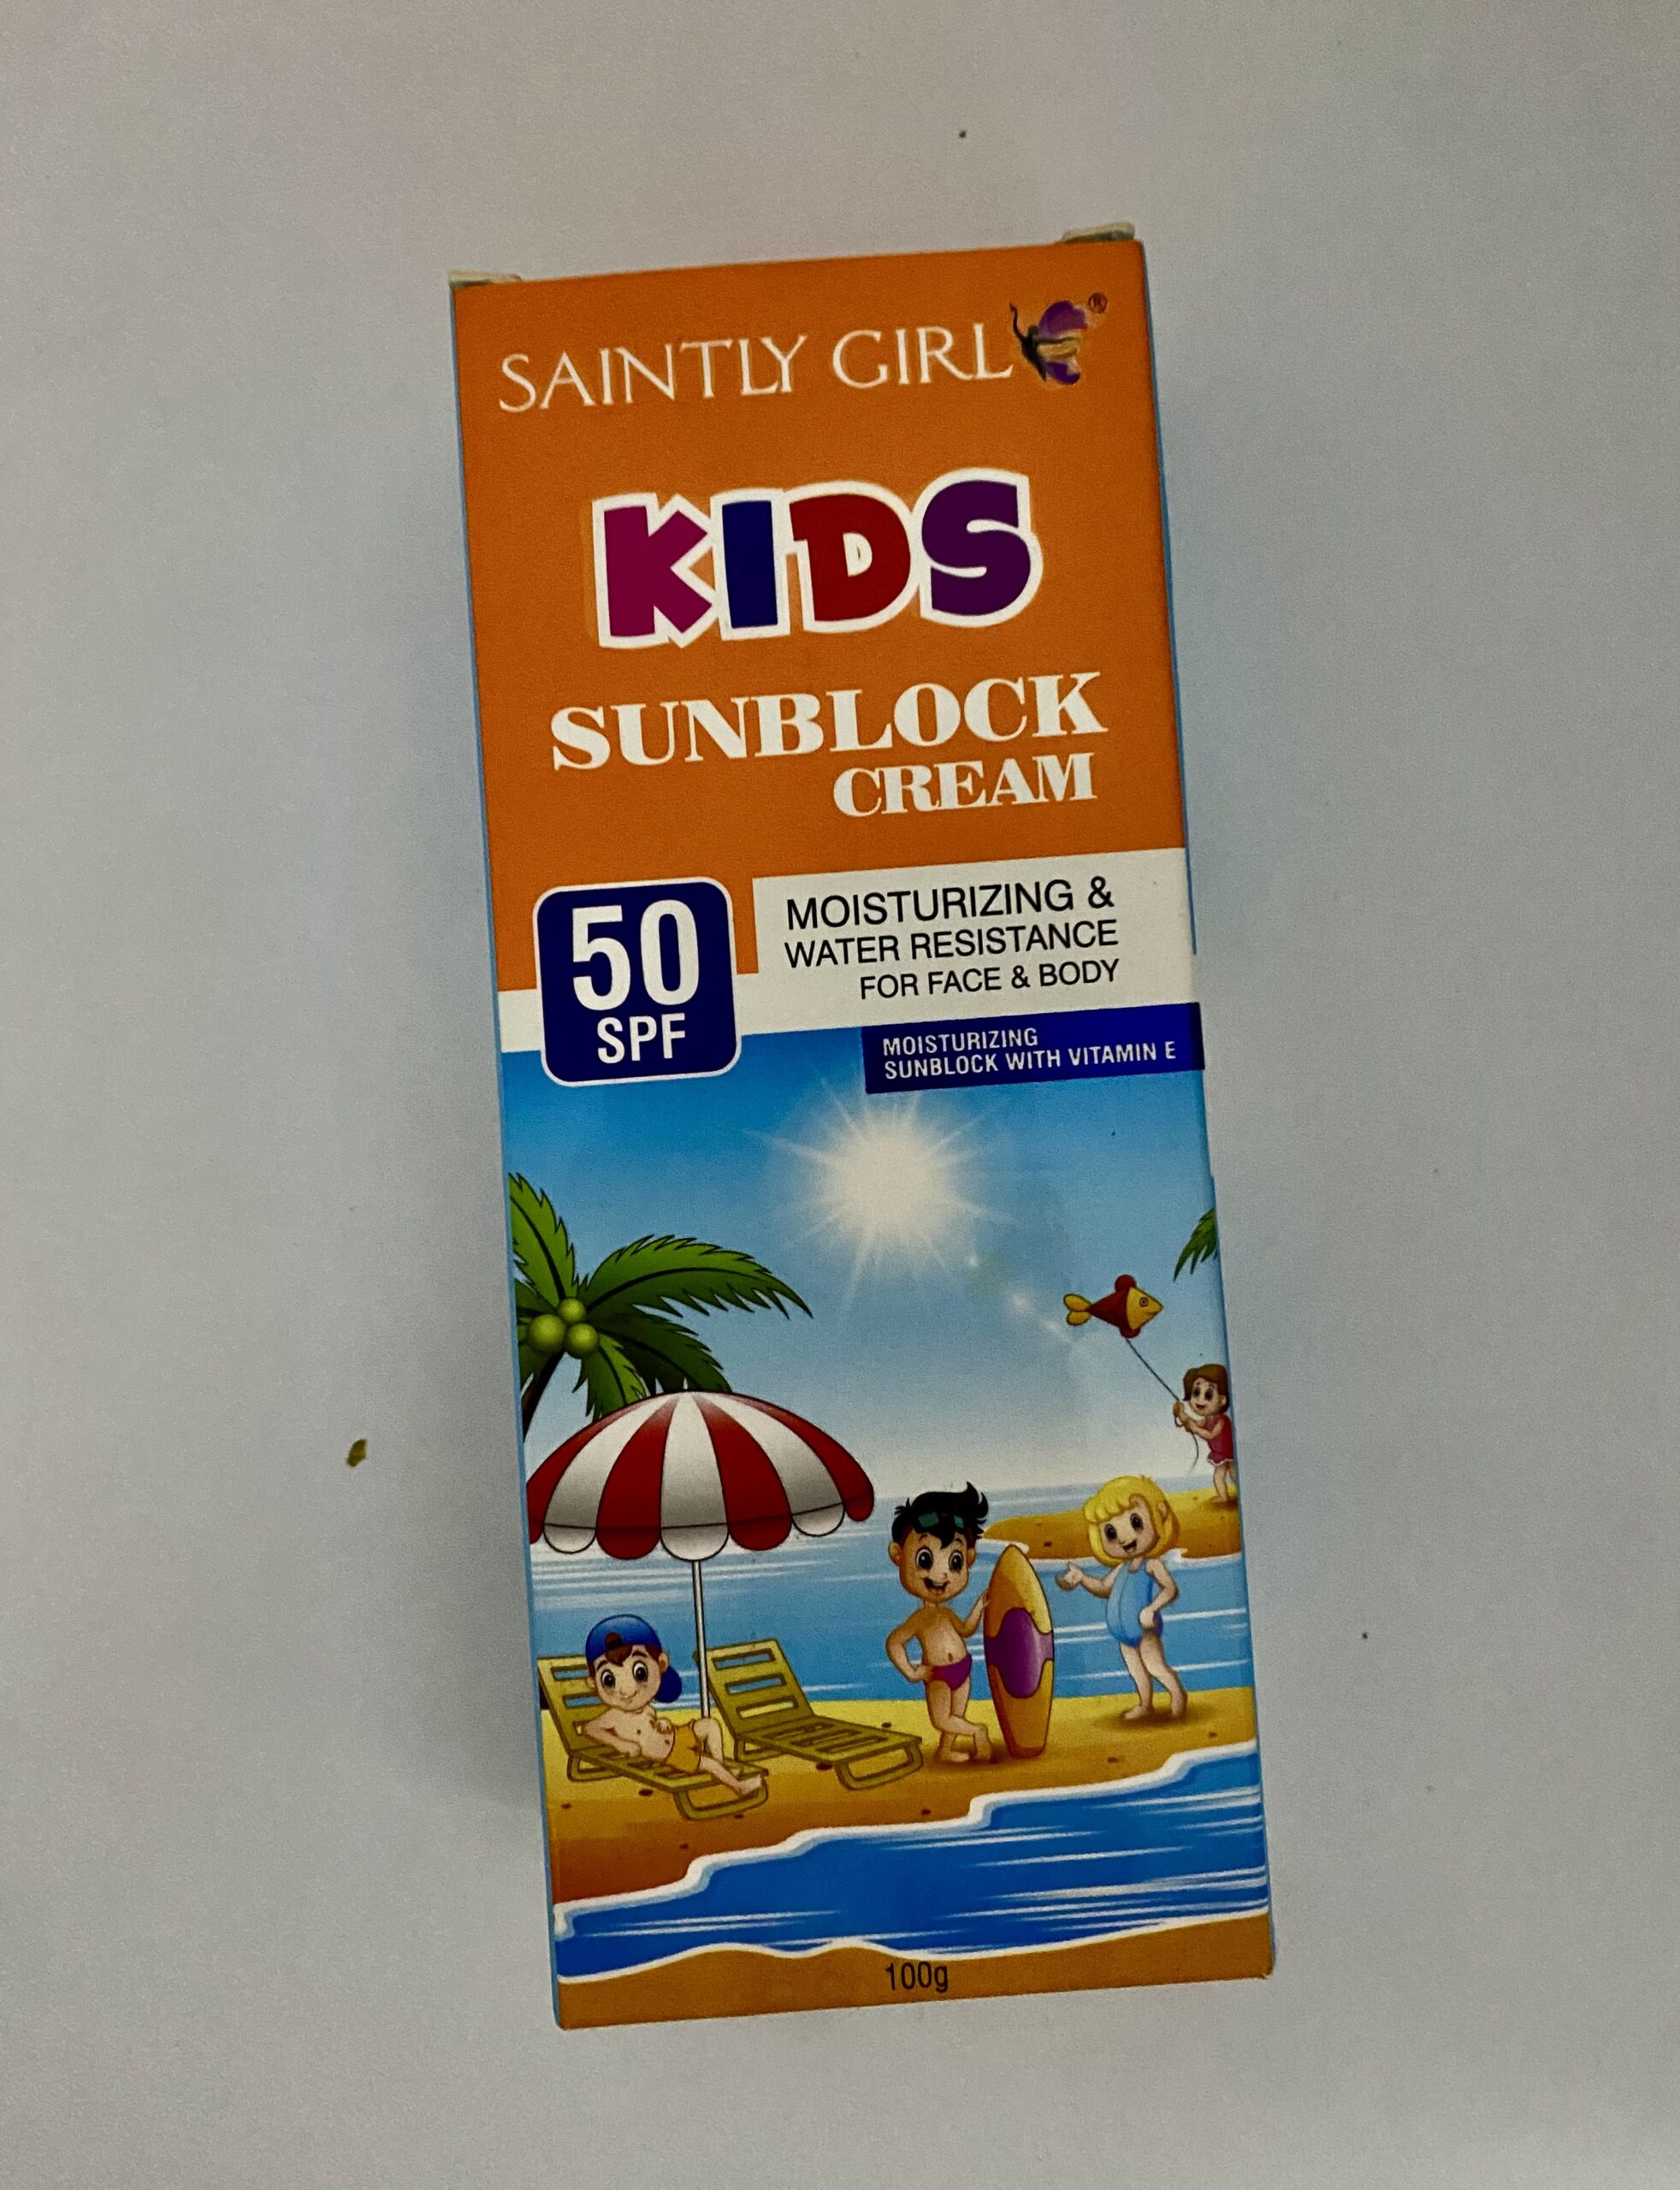 SAINTLY GIRL ®
KIDS
SUNBLOCK
CREAM
50
SPF
MOISTURIZING &
WATER RESISTANCE
FOR FACE & BODY
MOISTURIZING
SUNBLOCK WITH VITAMIN E
100g